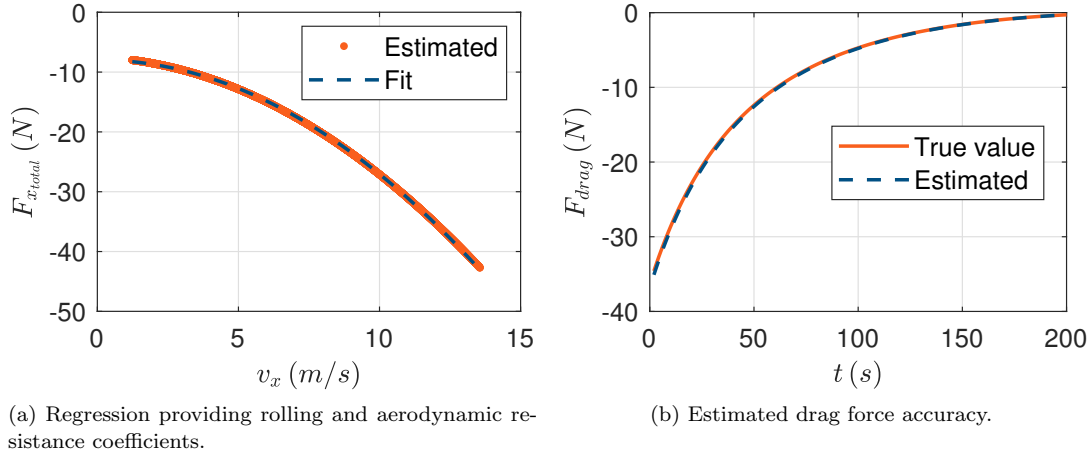 0
-10
-20
-30
-40
-50
0
5
10
15
F_{x_{total}} (N)
v_x (m/s)
Estimated
Fit
(a) Regression providing rolling and aerodynamic re-
sistance coefficients.
0
-10
-20
-30
-40
0
50
100
150
200
F_{drag} (N)
t (s)
True value
Estimated
(b) Estimated drag force accuracy.